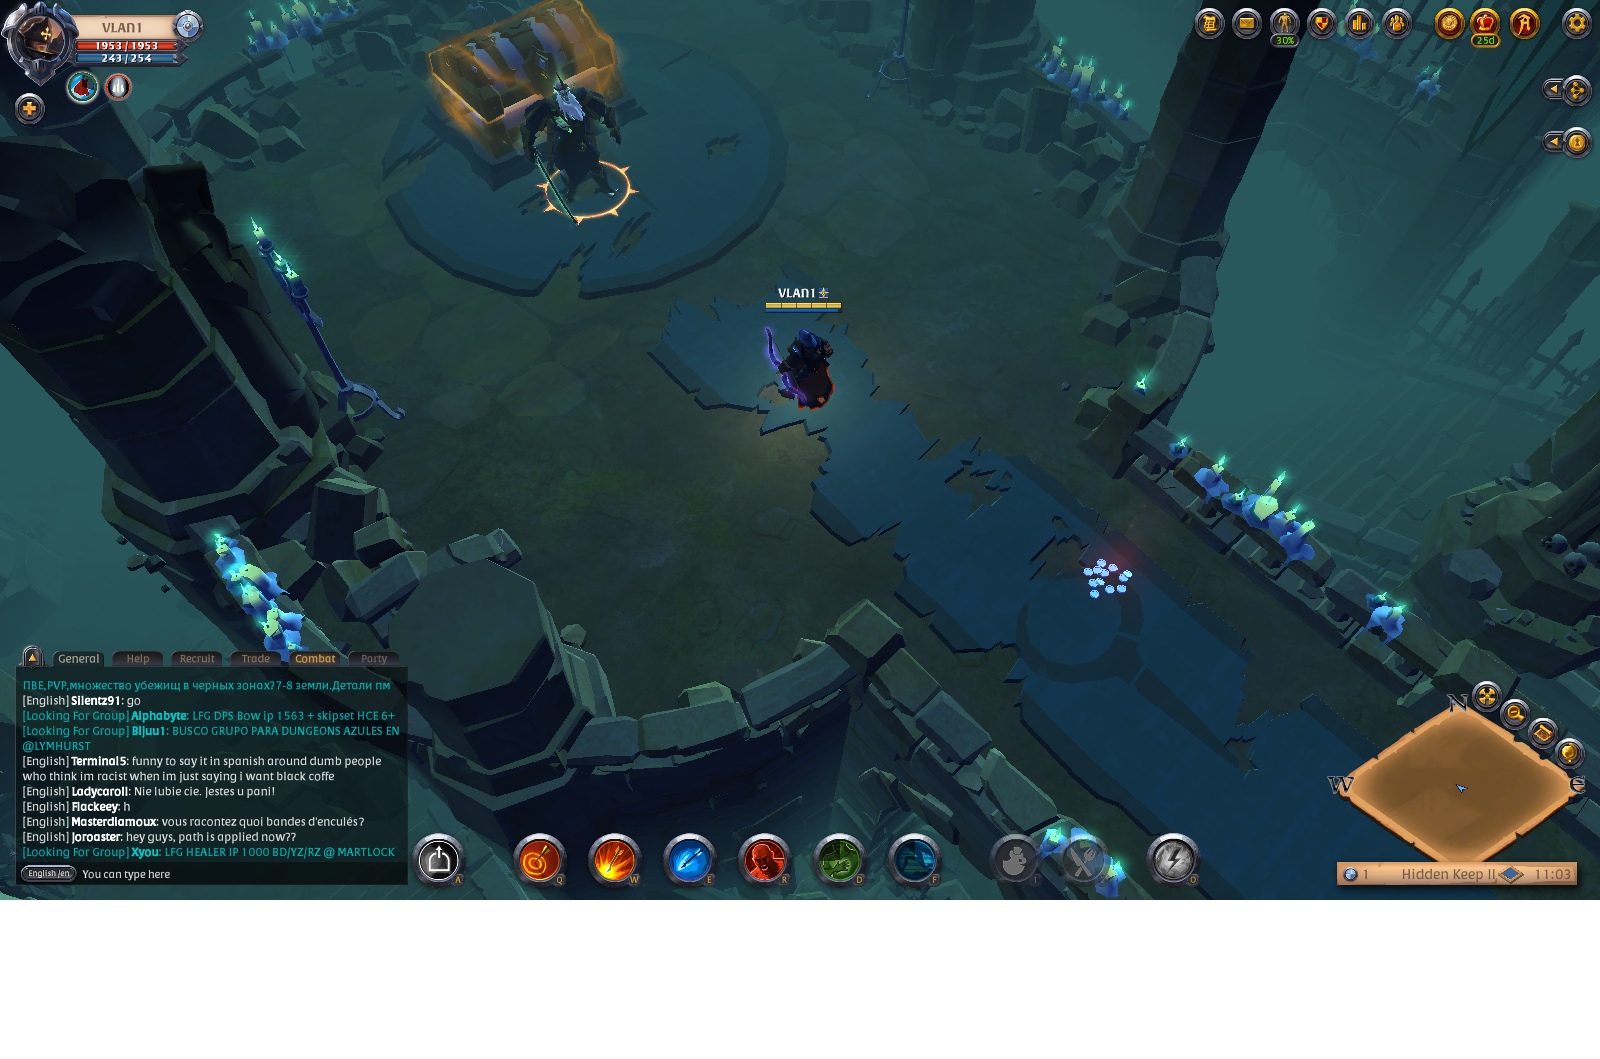 VLAN1
1953 / 1953
243 / 254
30%
25d
VLAN1
General Help Recruit Trade Combat Party
ПВЕ,PVP,множество убежищ в черных зонах?7-8 земли.Детали пм
[English] Silentz91: go
[Looking For Group] Alphabyte: LFG DPS Bow ip 1563 + skipset HCE 6+
[Looking For Group] Bijuu1: BUSCO GRUPO PARA DUNGEONS AZULES EN
@LYMHURST
[English] Terminal5: funny to say it in spanish around dumb people
who think im racist when im just saying i want black coffe
[English] Ladycaroll: Nie lubie cie. Jestes u pani!
[English] Flackeey: h
[English] Masterdiamoux: vous racontez quoi bandes d'enculés?
[English] Joroaster: hey guys, path is applied now??
[Looking For Group] Xyou: LFG HEALER IP 1000 BD/YZ/RZ @ MARTLOCK
English /en You can type here
A Q W E R D F I O
N
W
E
1 Hidden Keep II 11:03